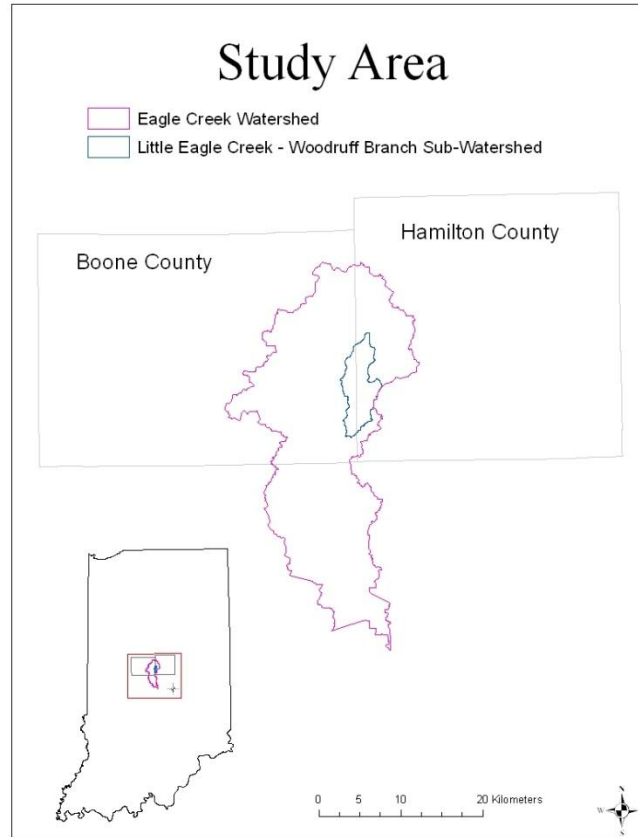 Study Area
Eagle Creek Watershed
Little Eagle Creek - Woodruff Branch Sub-Watershed
Hamilton County
Boone County
0 5 10 20 Kilometers
N
W E
S